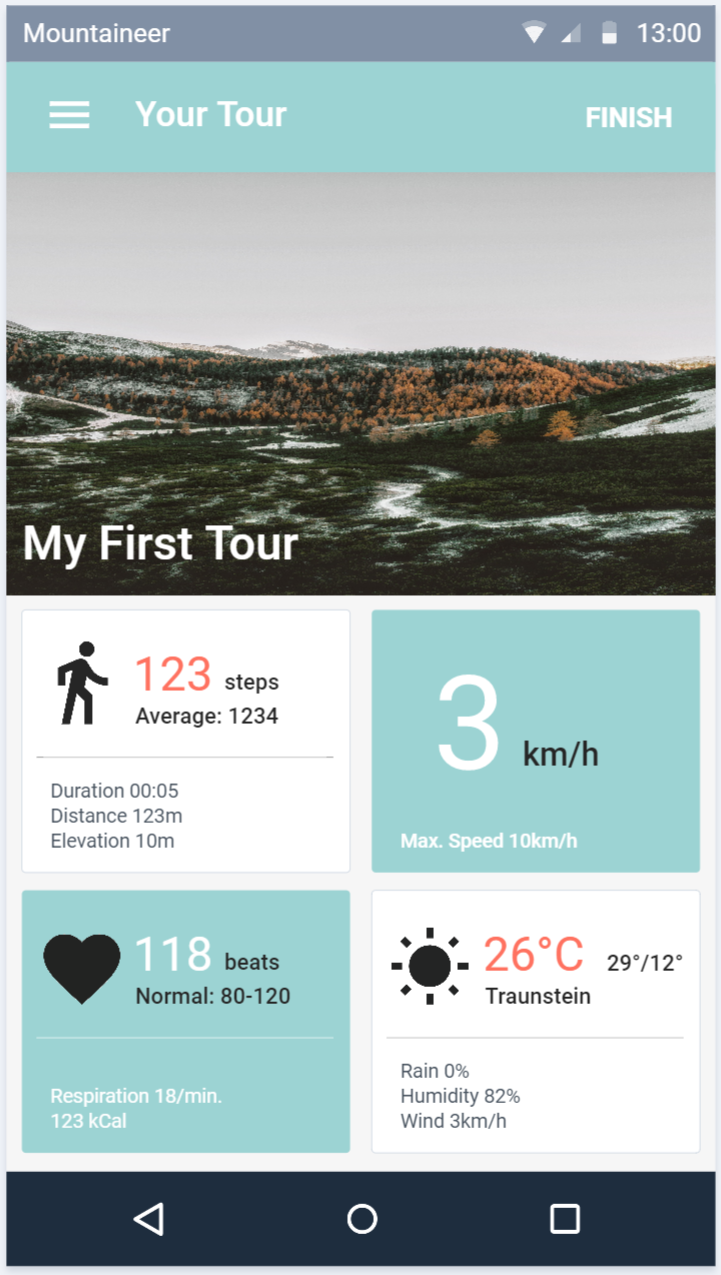 Mountaineer 13:00
Your Tour FINISH
My First Tour
123 steps
Average: 1234
Duration 00:05
Distance 123m
Elevation 10m
3 km/h
Max. Speed 10km/h
118 beats
Normal: 80-120
Respiration 18/min.
123 kCal
26°C 29°/12°
Traunstein
Rain 0%
Humidity 82%
Wind 3km/h